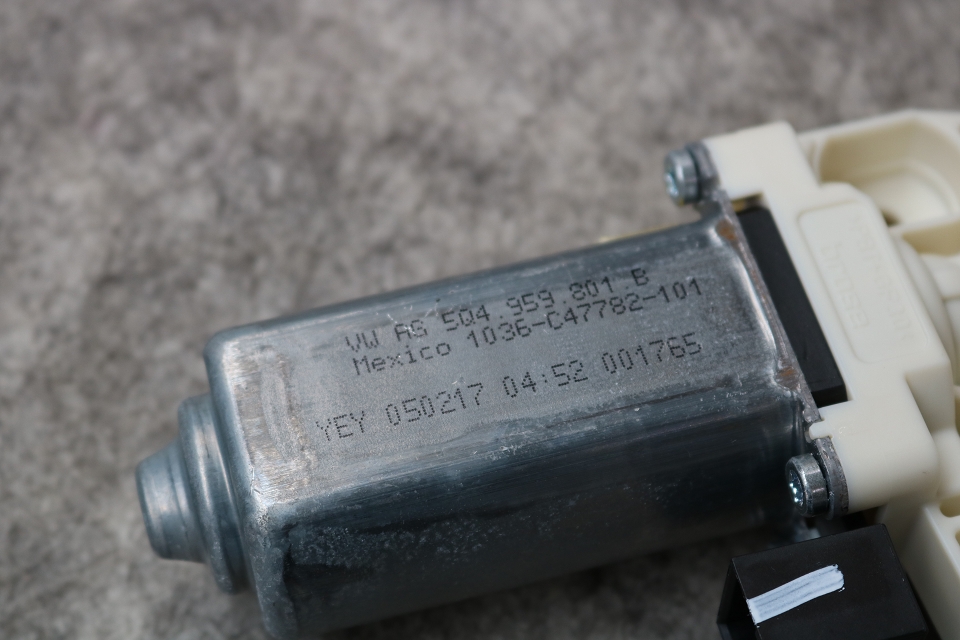 VW AG 5Q4.959.801 B
Mexico 1036-C47782-101
YEY 050217 04:52 001765